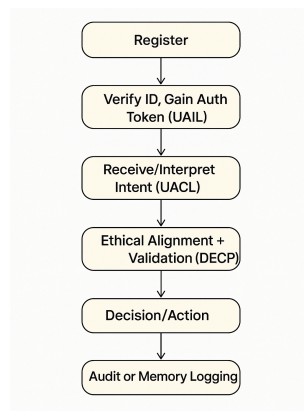 Register
Verify ID, Gain Auth
Token (UAIL)
Receive/Interpret
Intent (UACL)
Ethical Alignment +
Validation (DECP)
Decision/Action
Audit or Memory Logging